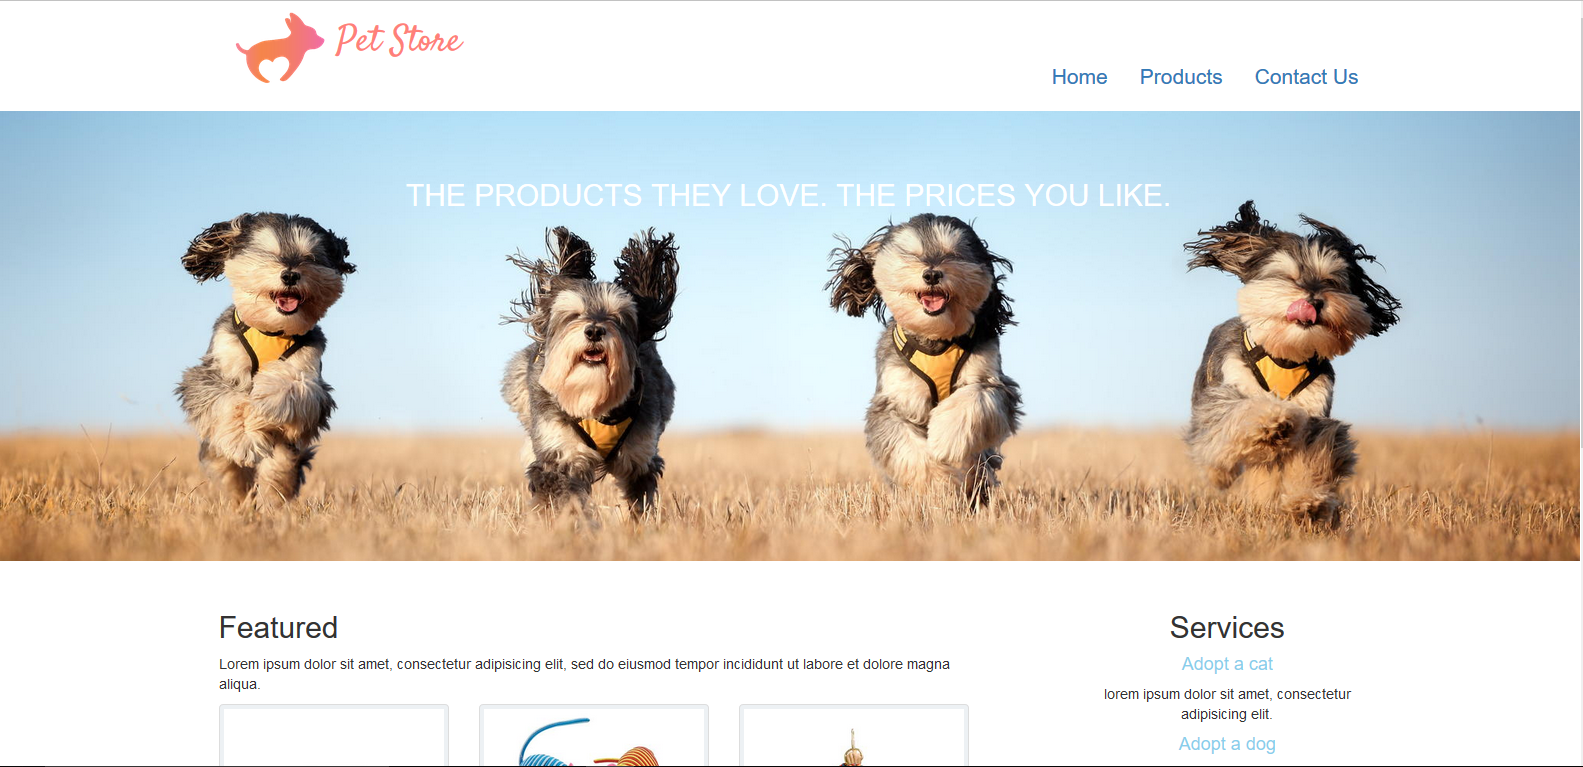 Pet Store
Home Products Contact Us
THE PRODUCTS THEY LOVE. THE PRICES YOU LIKE.
Featured
Lorem ipsum dolor sit amet, consectetur adipisicing elit, sed do eiusmod tempor incididunt ut labore et dolore magna
aliqua.
Services
Adopt a cat
lorem ipsum dolor sit amet, consectetur
adipisicing elit.
Adopt a dog